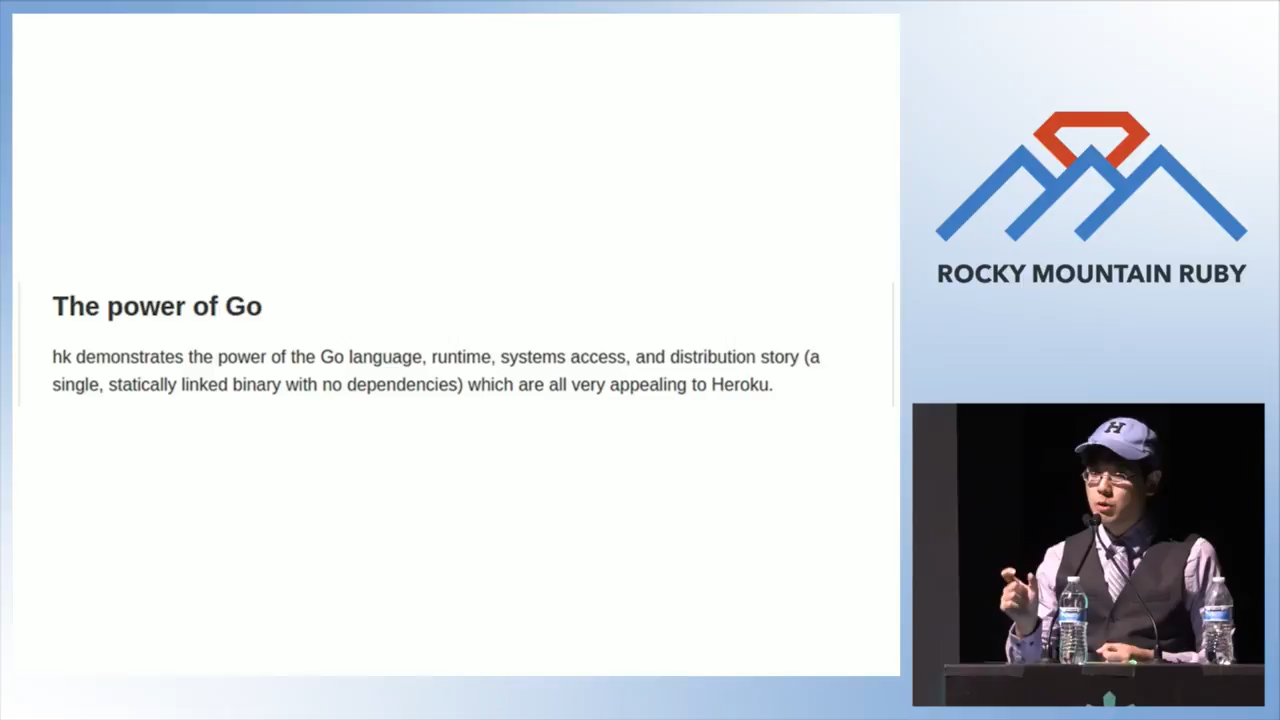 The power of Go
hk demonstrates the power of the Go language, runtime, systems access, and distribution story (a
single, statically linked binary with no dependencies) which are all very appealing to Heroku.
ROCKY MOUNTAIN RUBY
H